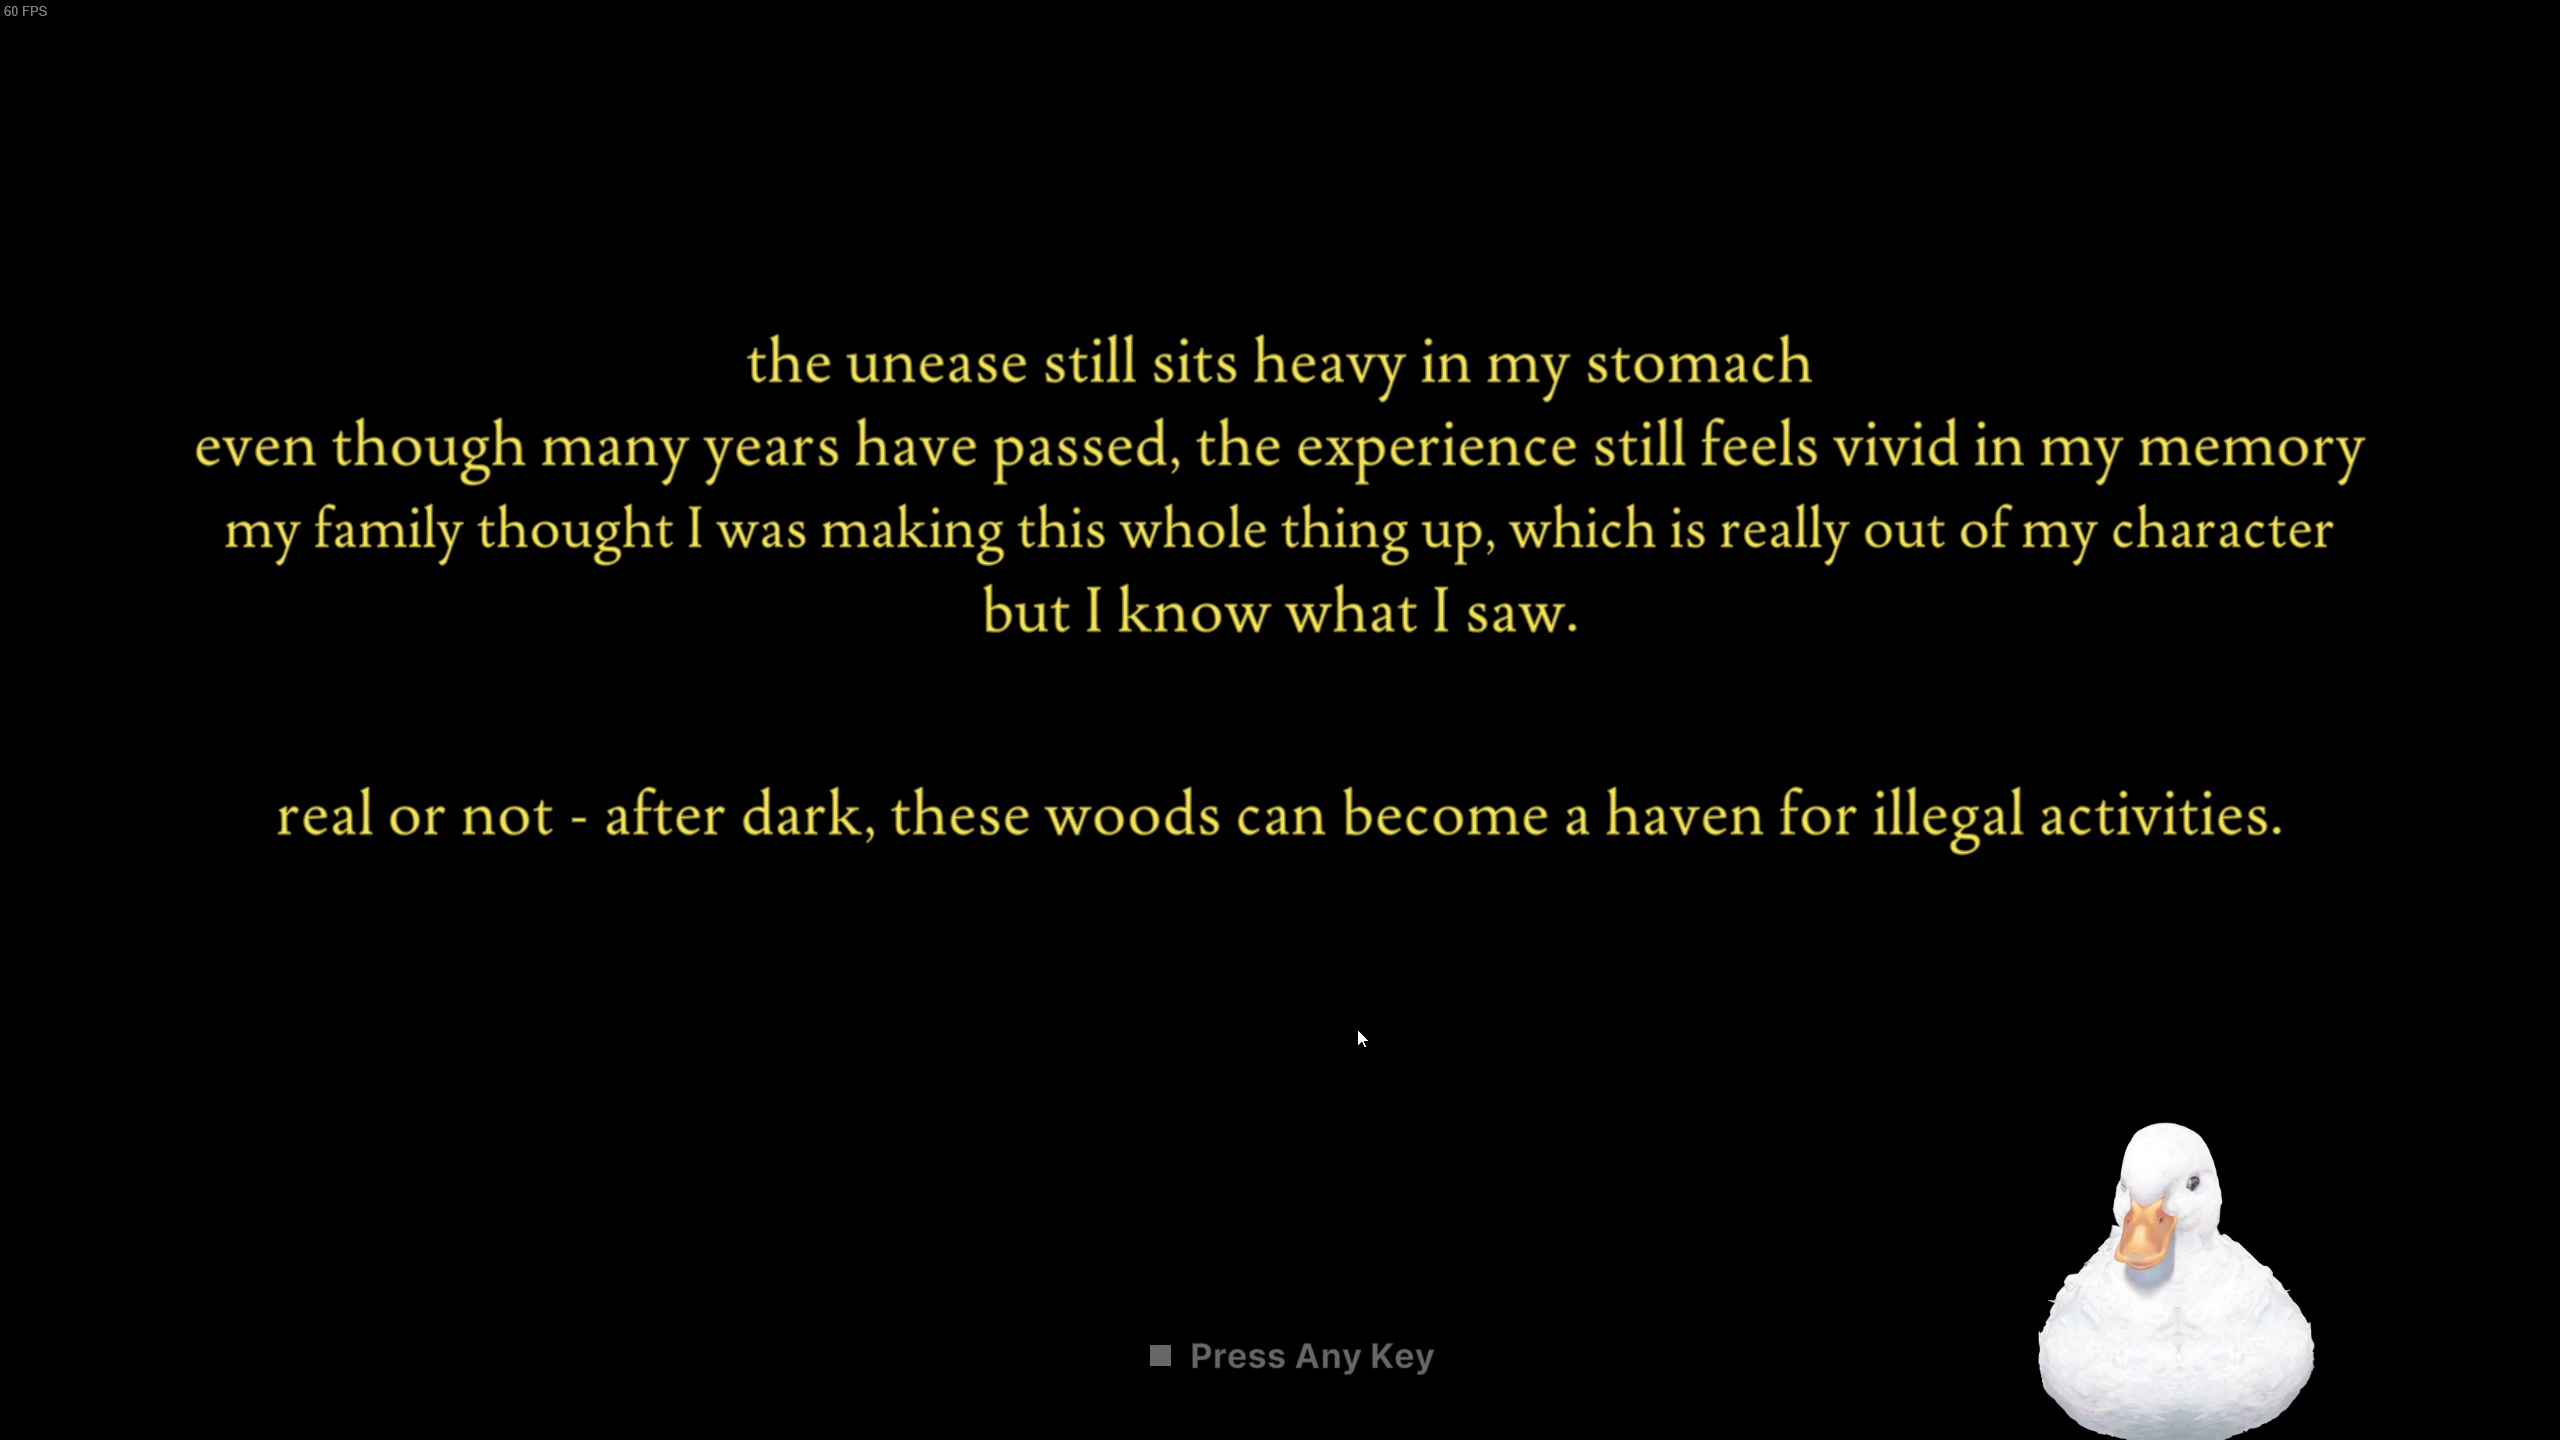 60 FPS
the unease still sits heavy in my stomach
even though many years have passed, the experience still feels vivid in my memory
my family thought I was making this whole thing up, which is really out of my character
but I know what I saw.
real or not - after dark, these woods can become a haven for illegal activities.
Press Any Key